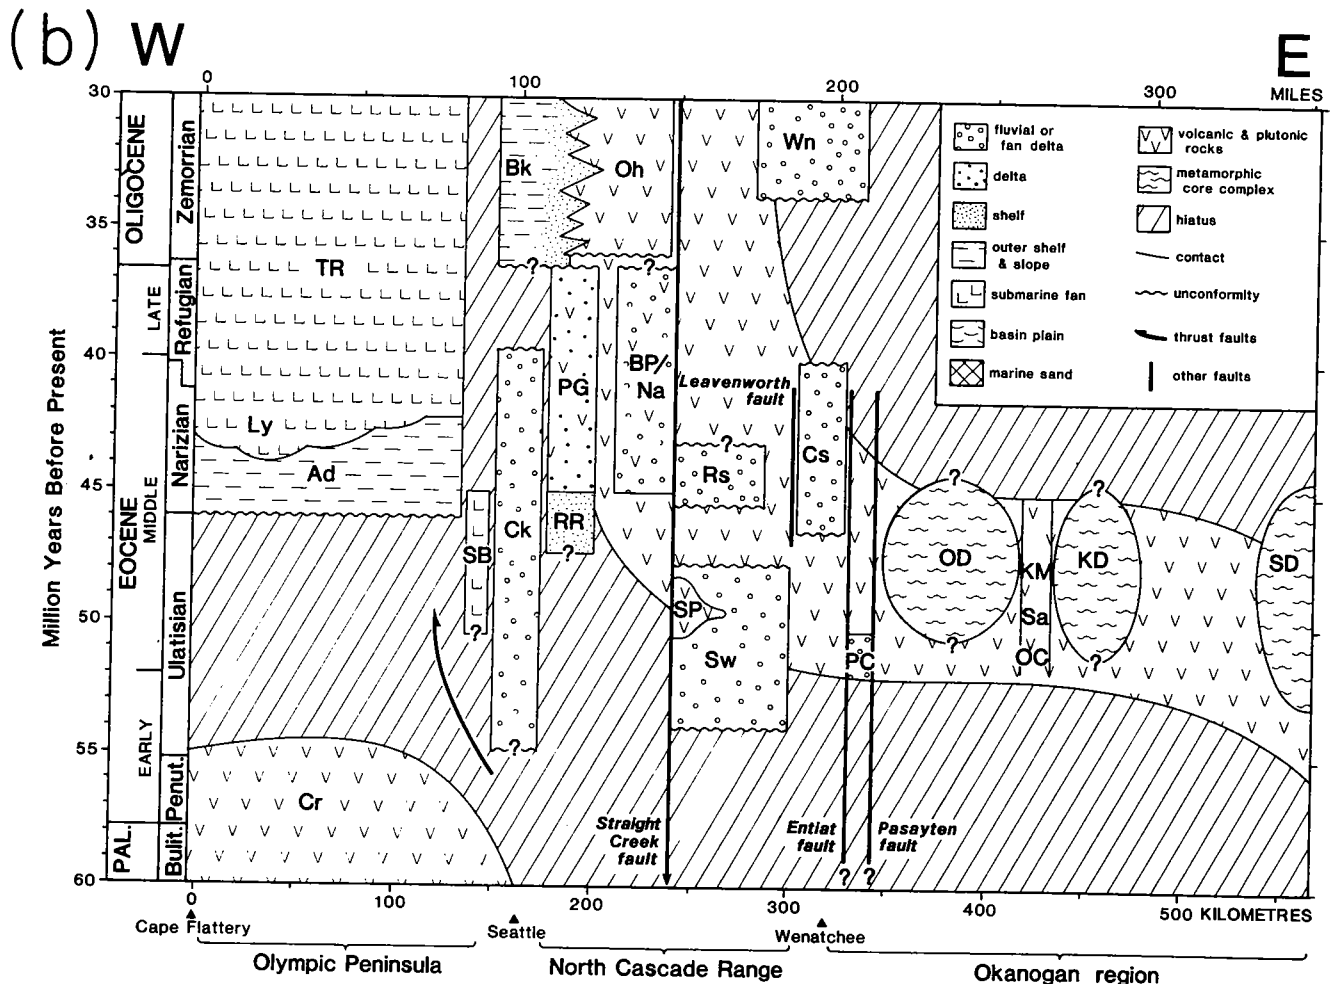 (b) W
E
0 100 200 300 MILES
30
35
40
45
50
55
60
Million Years Before Present
OLIGOCENE
EOCENE
PAL.
LATE
MIDDLE
EARLY
Zemorrian
Refugian
Narizian
Ulatisian
Penut.
Bulit.
TR
Ly
Ad
Cr
SB
Ck
Bk
Oh
?
?
PG
BP/
Na
RR
?
?
?
Leavenworth
fault
?
Rs
SP
Sw
Wn
Cs
PC
?
OD
?
KM
Sa
OC
?
KD
?
SD
Straight
Creek
fault
Entiat
fault
Pasayten
fault
? ?
fluvial or
fan delta
delta
shelf
outer shelf
& slope
submarine fan
basin plain
marine sand
volcanic & plutonic
rocks
metamorphic
core complex
hiatus
contact
unconformity
thrust faults
other faults
0 100 200 300 400 500 KILOMETRES
Cape Flattery
Seattle
Wenatchee
Olympic Peninsula
North Cascade Range
Okanogan region